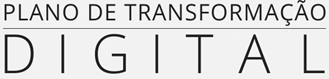 PLANO DE TRANSFORMAÇÃO
DIGITAL